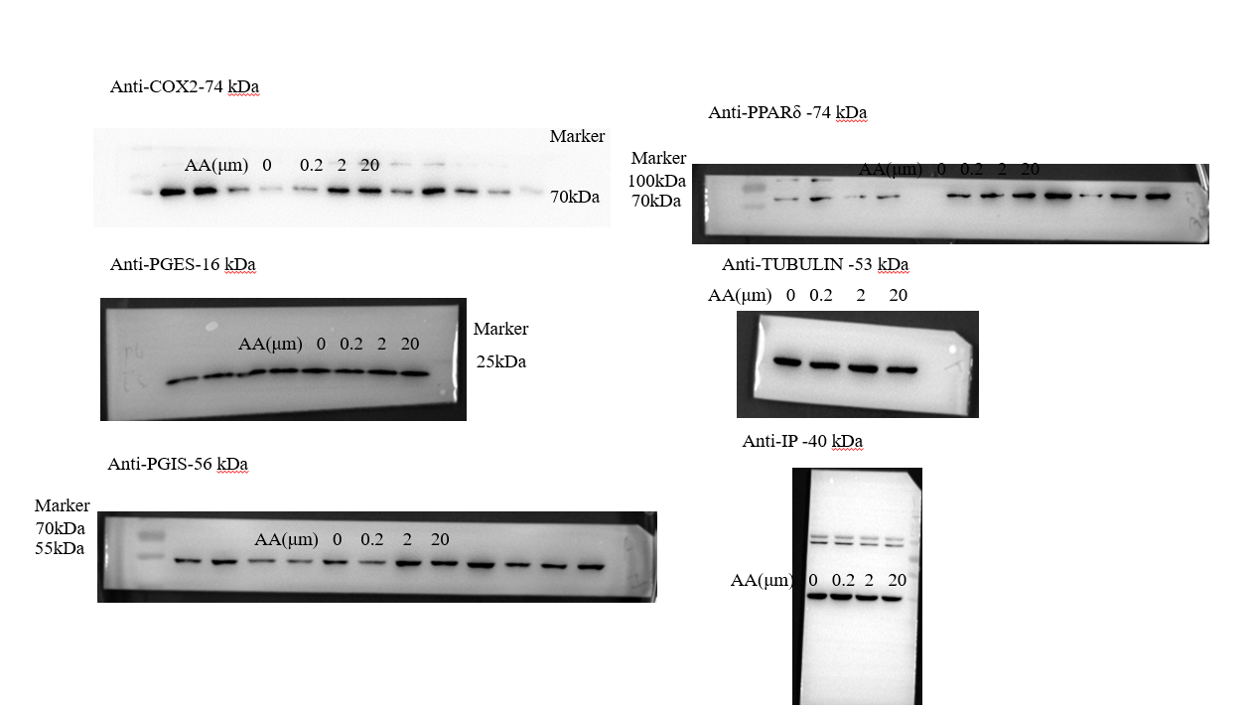 Anti-COX2-74 kDa
Marker
AA(μm) 0 0.2 2 20
70kDa
Anti-PGES-16 kDa
AA(μm) 0 0.2 2 20
Marker
25kDa
Anti-PGIS-56 kDa
Marker
70kDa
55kDa
AA(μm) 0 0.2 2 20
Anti-PPARδ -74 kDa
Marker
100kDa
70kDa
AA(μm) 0 0.2 2 20
Anti-TUBULIN -53 kDa
AA(μm) 0 0.2 2 20
Anti-IP -40 kDa
AA(μm) 0 0.2 2 20